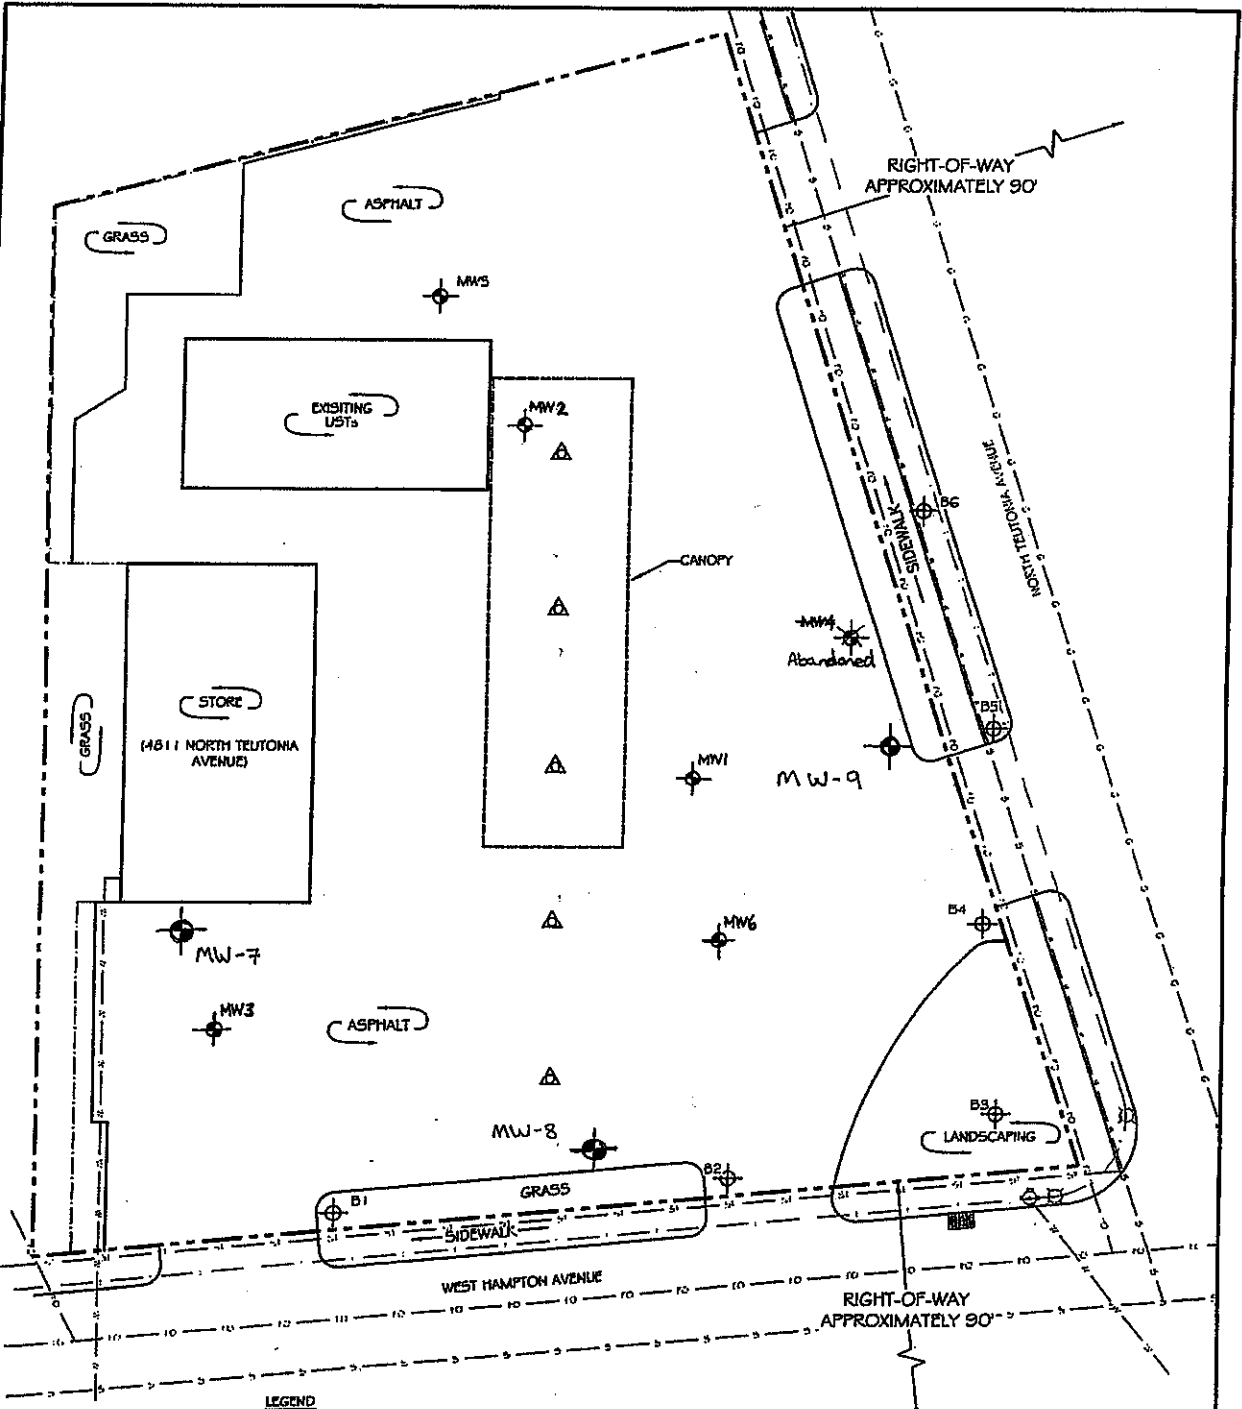 RIGHT-OF-WAY
APPROXIMATELY 90'
ASPHALT
GRASS
MW5
EXISITING
USTs
MW2
B6
SIDEWALK
NORTH TEUTONIA AVENUE
CANOPY
MW4
Abandoned
B5
STORE
(4811 NORTH TEUTONIA
AVENUE)
GRASS
MW1
MW-9
B4
MW6
MW-7
MW3
ASPHALT
B3
LANDSCAPING
MW-8
B2
GRASS
B1
SIDEWALK
WEST HAMPTON AVENUE
RIGHT-OF-WAY
APPROXIMATELY 90'
LEGEND